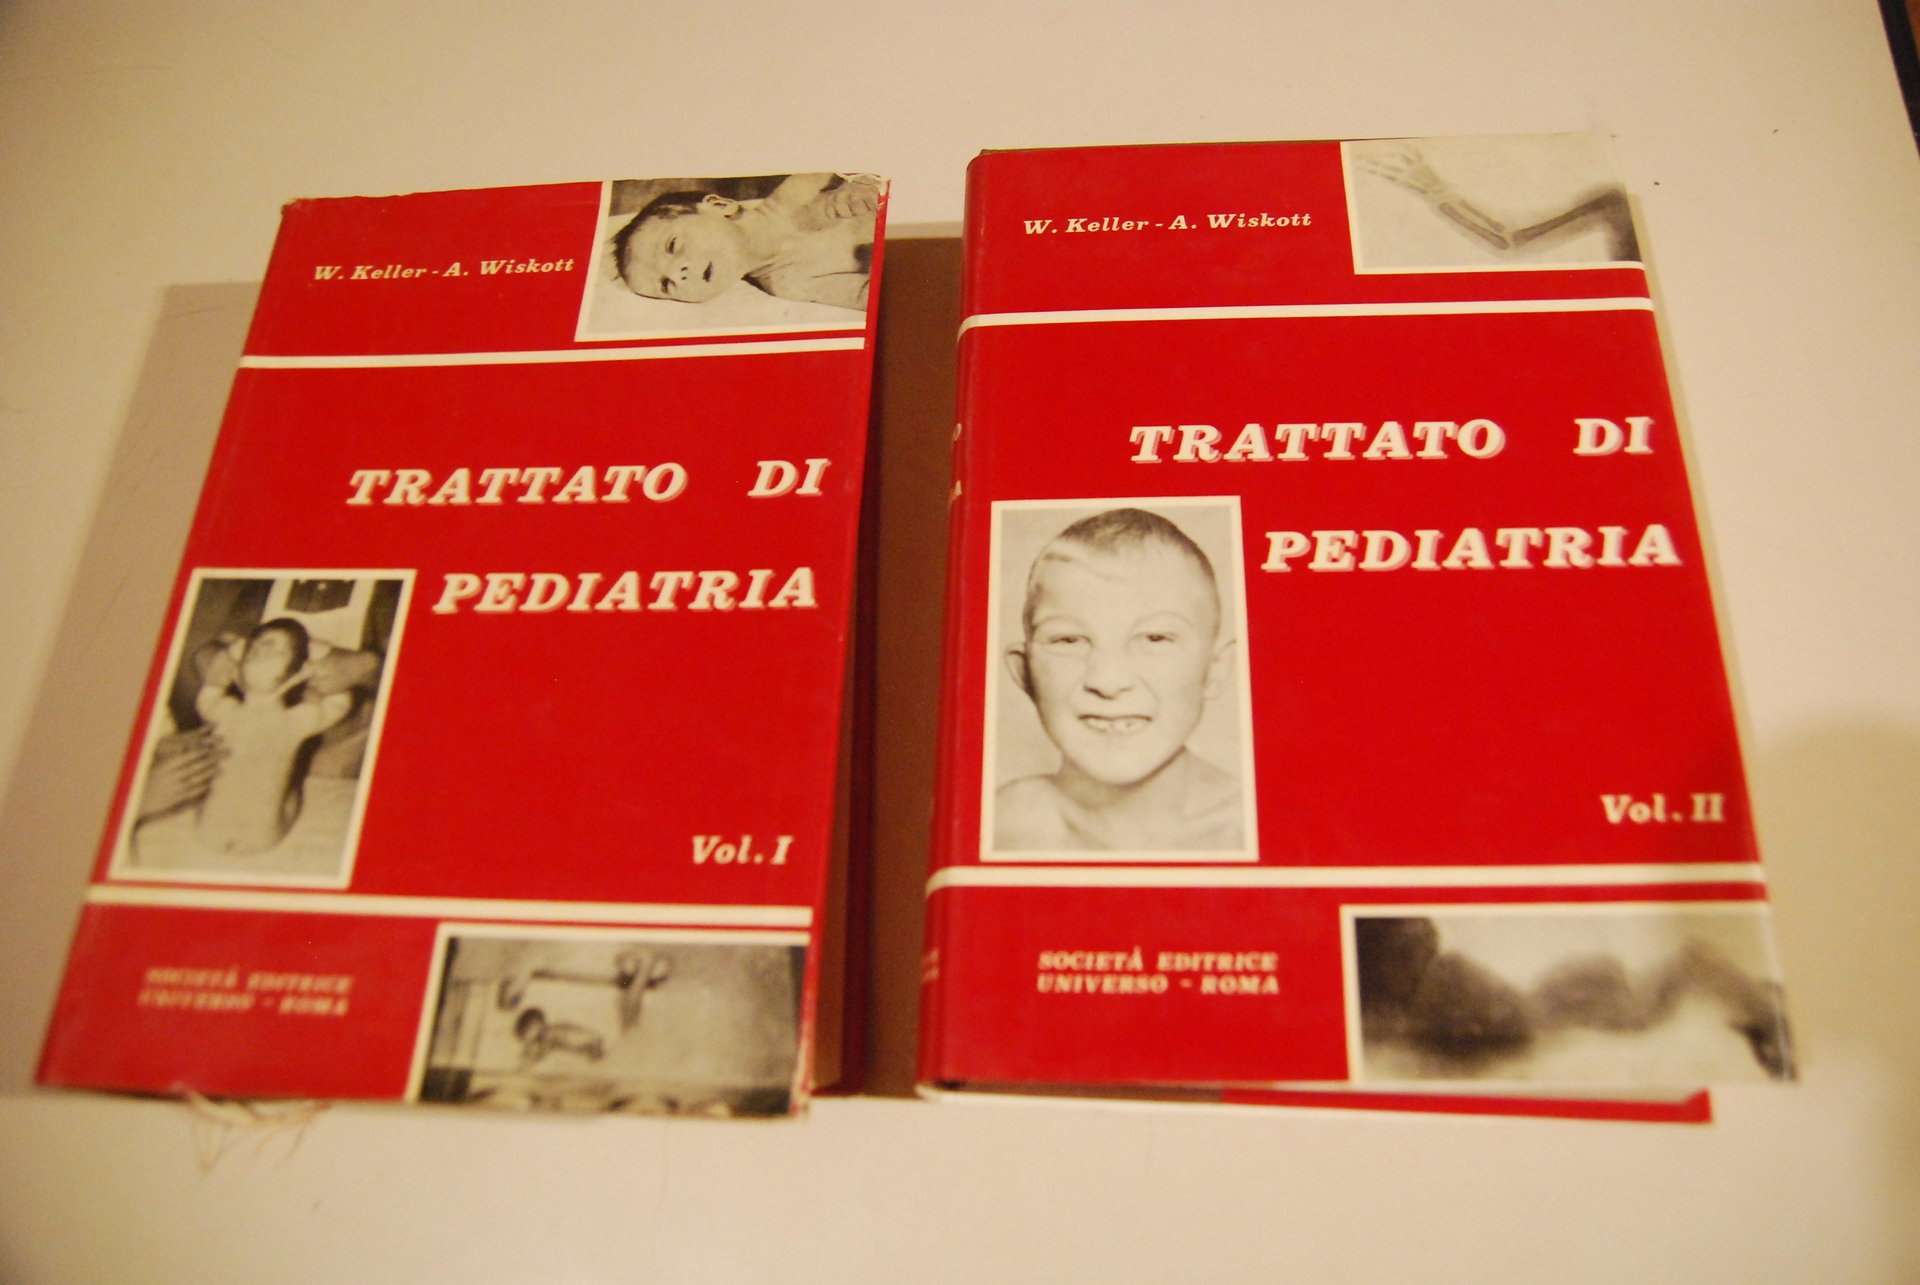 W. Keller - A. Wiskott
TRATTATO DI
PEDIATRIA
Vol. I
SOCIETÀ EDITRICE
UNIVERSO - ROMA
W. Keller - A. Wiskott
TRATTATO DI
PEDIATRIA
Vol. II
SOCIETÀ EDITRICE
UNIVERSO - ROMA